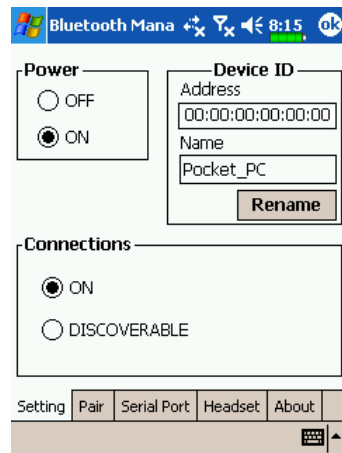 Bluetooth Mana 8:15 ok
Power
OFF
ON
Device ID
Address
00:00:00:00:00:00
Name
Pocket_PC
Rename
Connections
ON
DISCOVERABLE
Setting Pair Serial Port Headset About